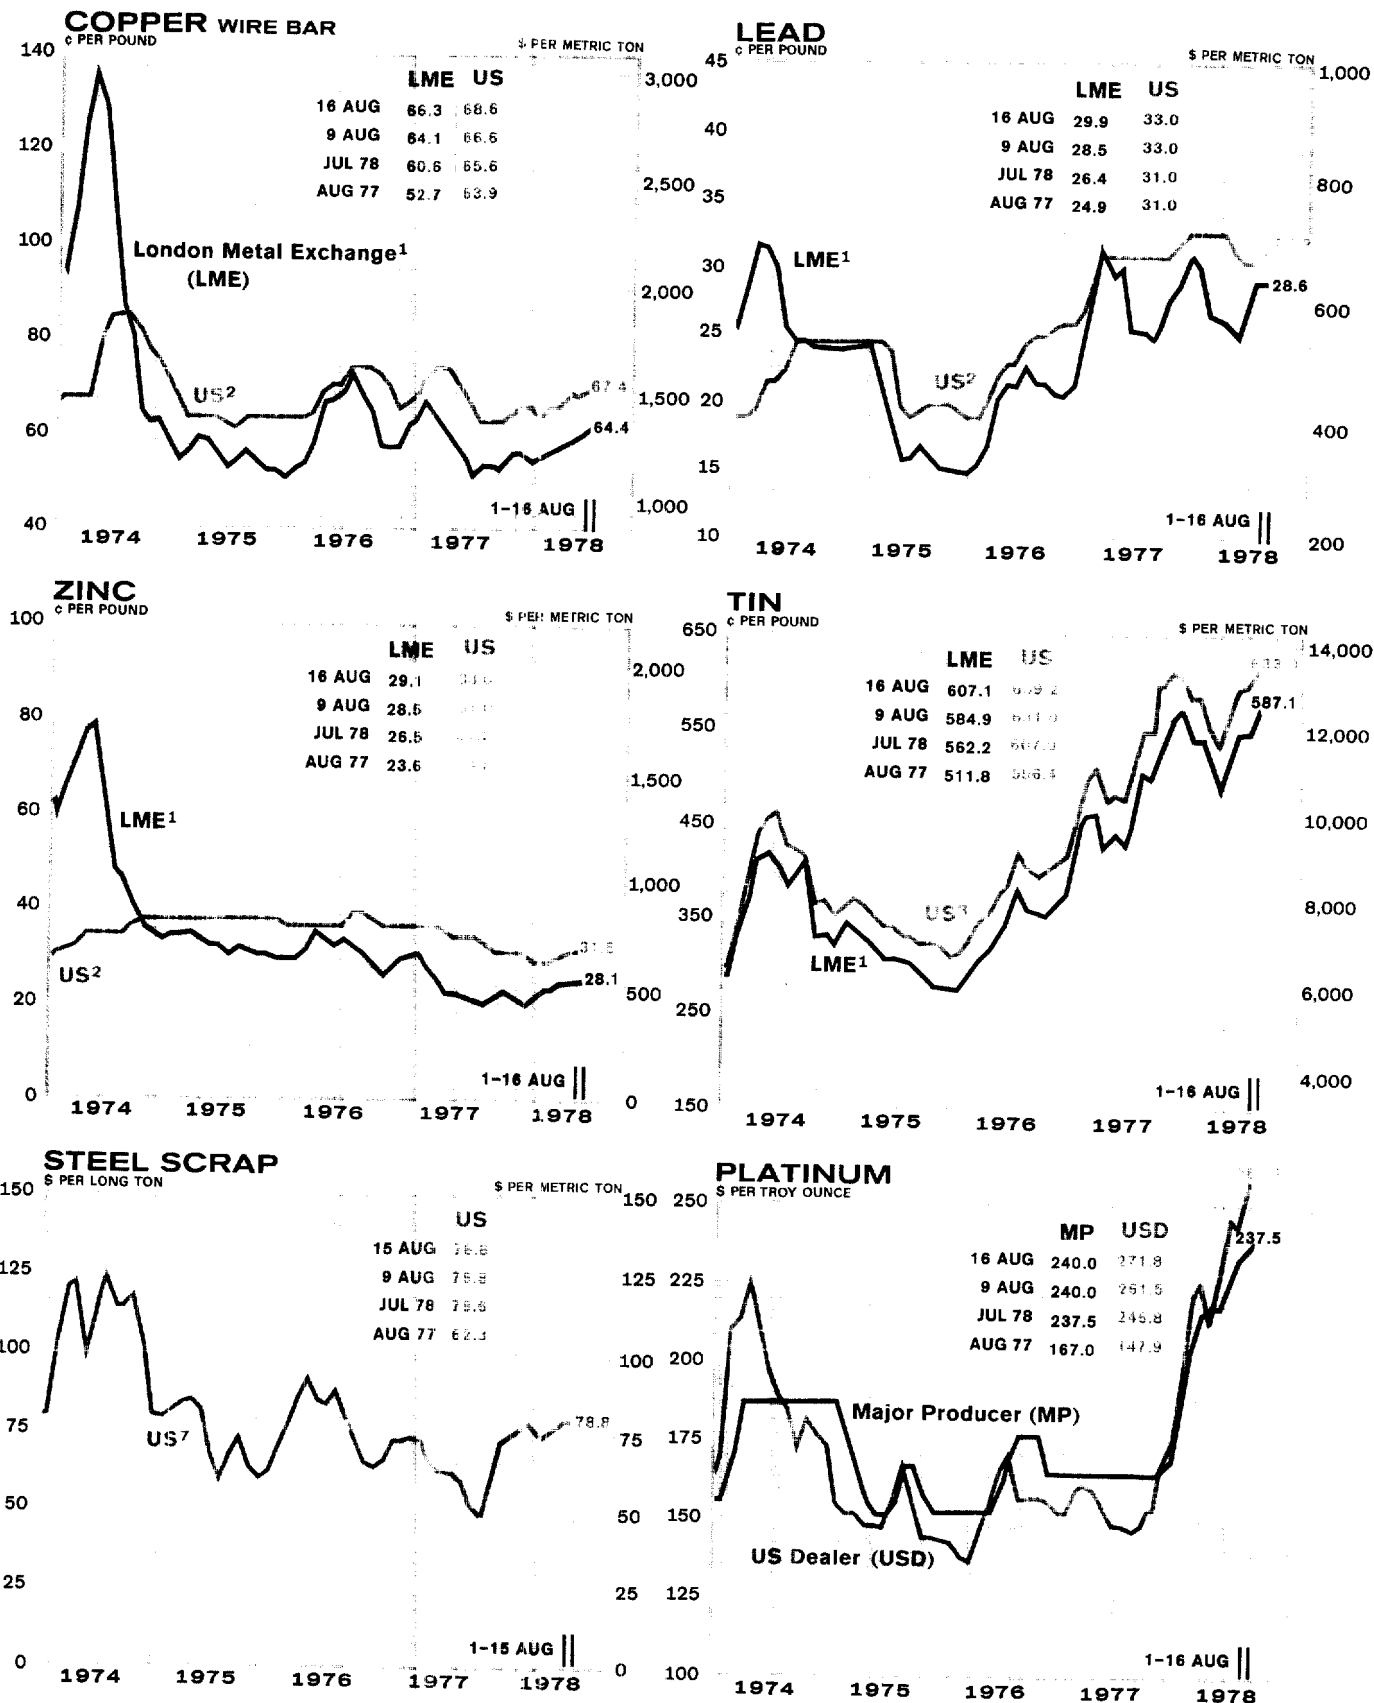 COPPER WIRE BAR
¢ PER POUND
$ PER METRIC TON
LME US
16 AUG 66.3 68.6
9 AUG 64.1 66.6
JUL 78 60.6 65.6
AUG 77 52.7 63.9
140
120
100
80
60
40
3,000
2,500
2,000
1,500
1,000
London Metal Exchange1
(LME)
US2
67.4
64.4
1-16 AUG
1974 1975 1976 1977 1978
LEAD
¢ PER POUND
$ PER METRIC TON
LME US
16 AUG 29.9 33.0
9 AUG 28.5 33.0
JUL 78 26.4 31.0
AUG 77 24.9 31.0
45
40
35
30
25
20
15
10
1,000
800
600
400
200
LME1
US2
28.6
1-16 AUG
1974 1975 1976 1977 1978
ZINC
¢ PER POUND
$ PER METRIC TON
LME US
16 AUG 29.1
9 AUG 28.5
JUL 78 26.5
AUG 77 23.6
100
80
60
40
20
0
2,000
1,500
1,000
500
0
LME1
US2
28.1
1-16 AUG
1974 1975 1976 1977 1978
TIN
¢ PER POUND
$ PER METRIC TON
LME US
16 AUG 607.1
9 AUG 584.9
JUL 78 562.2
AUG 77 511.8 556.4
650
550
450
350
250
150
14,000
12,000
10,000
8,000
6,000
4,000
US3
LME1
587.1
1-16 AUG
1974 1975 1976 1977 1978
STEEL SCRAP
$ PER LONG TON
$ PER METRIC TON
US
15 AUG
9 AUG
JUL 78
AUG 77 62.3
150
125
100
75
50
25
0
150
125
100
75
50
25
0
US7
78.8
1-15 AUG
1974 1975 1976 1977 1978
PLATINUM
$ PER TROY OUNCE
MP USD
16 AUG 240.0 271.8
9 AUG 240.0 261.5
JUL 78 237.5
AUG 77 167.0 147.9
250
225
200
175
150
125
100
237.5
Major Producer (MP)
US Dealer (USD)
1-16 AUG
1974 1975 1976 1977 1978